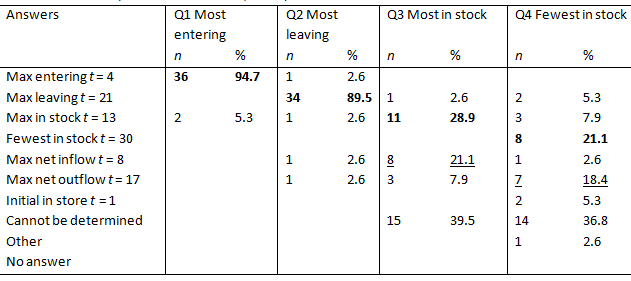 Answers Q1 Most Q2 Most Q3 Most in stock Q4 Fewest in stock
entering leaving
n % n % n % n %
Max entering t = 4 36 94.7 1 2.6
Max leaving t = 21 34 89.5 1 2.6 2 5.3
Max in stock t = 13 2 5.3 1 2.6 11 28.9 3 7.9
Fewest in stock t = 30 8 21.1
Max net inflow t = 8 1 2.6 8 21.1 1 2.6
Max net outflow t = 17 1 2.6 3 7.9 7 18.4
Initial in store t = 1 2 5.3
Cannot be determined 15 39.5 14 36.8
Other 1 2.6
No answer